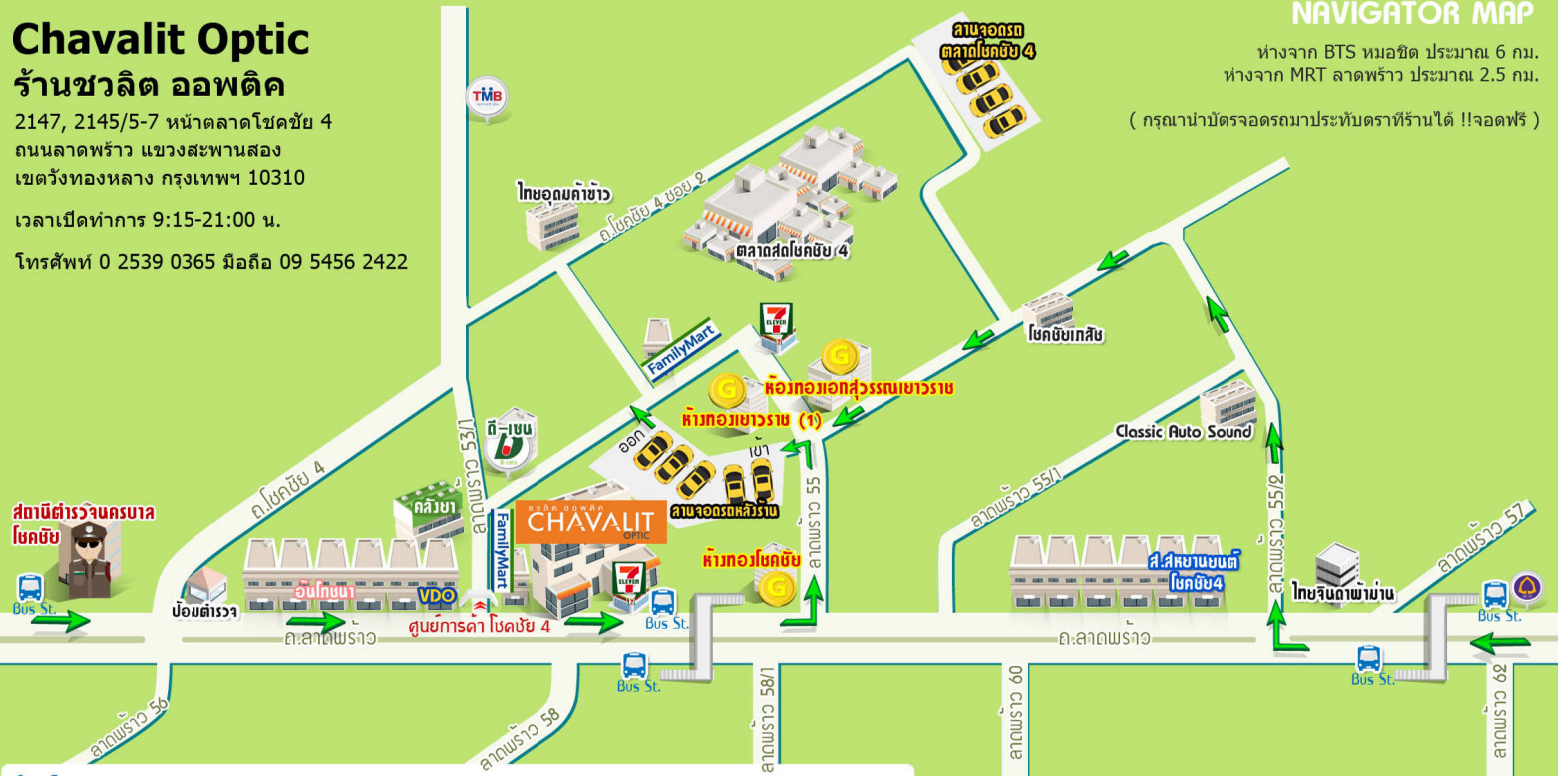 Chavalit Optic
ร้านชวลิต ออพติค
2147, 2145/5-7 หน้าตลาดโชคชัย 4
ถนนลาดพร้าว แขวงสะพานสอง
เขตวังทองหลาง กรุงเทพฯ 10310
เวลาเปิดทำการ 9:15-21:00 น.
โทรศัพท์ 0 2539 0365 มือถือ 09 5456 2422
NAVIGATOR MAP
ห่างจาก BTS หมอชิต ประมาณ 6 กม.
ห่างจาก MRT ลาดพร้าว ประมาณ 2.5 กม.
( กรุณานำบัตรจอดรถมาประทับตราที่ร้านได้ !!จอดฟรี )
ลานจอดรถ
ตลาดโชคชัย 4
TMB
ไทยอุดมค้าข้าว
ถ.โชคชัย 4 ซอย 2
ตลาดสดโชคชัย 4
FamilyMart
7
ELEVEN
โชคชัยเภสัช
G
ห้องทองเอกสุวรรณเยาวราช
G
ห้างทองเยาวราช (1)
Classic Auto Sound
ดี-เซน
ลาดพร้าว 53/1
ออก
เข้า
ลานจอดรถหลังร้าน
ถ.โชคชัย 4
คลังยา
FamilyMart
ชวลิต ออพติค
CHAVALIT
OPTIC
ลาดพร้าว 55
ลาดพร้าว 55/1
ลาดพร้าว 55/2
ลาดพร้าว 57
สถานีตำรวจนครบาล
โชคชัย
Bus St.
ป้อมตำรวจ
อันโทชนา
VDO
ศูนย์การค้า โชคชัย 4
7
ELEVEN
Bus St.
ห้างทองโชคชัย
G
ส.สหยานยนต์
โชคชัย4
ไทยจินดาผ้าม่าน
Bus St.
ถ.ลาดพร้าว
ถ.ลาดพร้าว
Bus St.
Bus St.
ลาดพร้าว 56
ลาดพร้าว 58
ลาดพร้าว 58/1
ลาดพร้าว 60
ลาดพร้าว 62